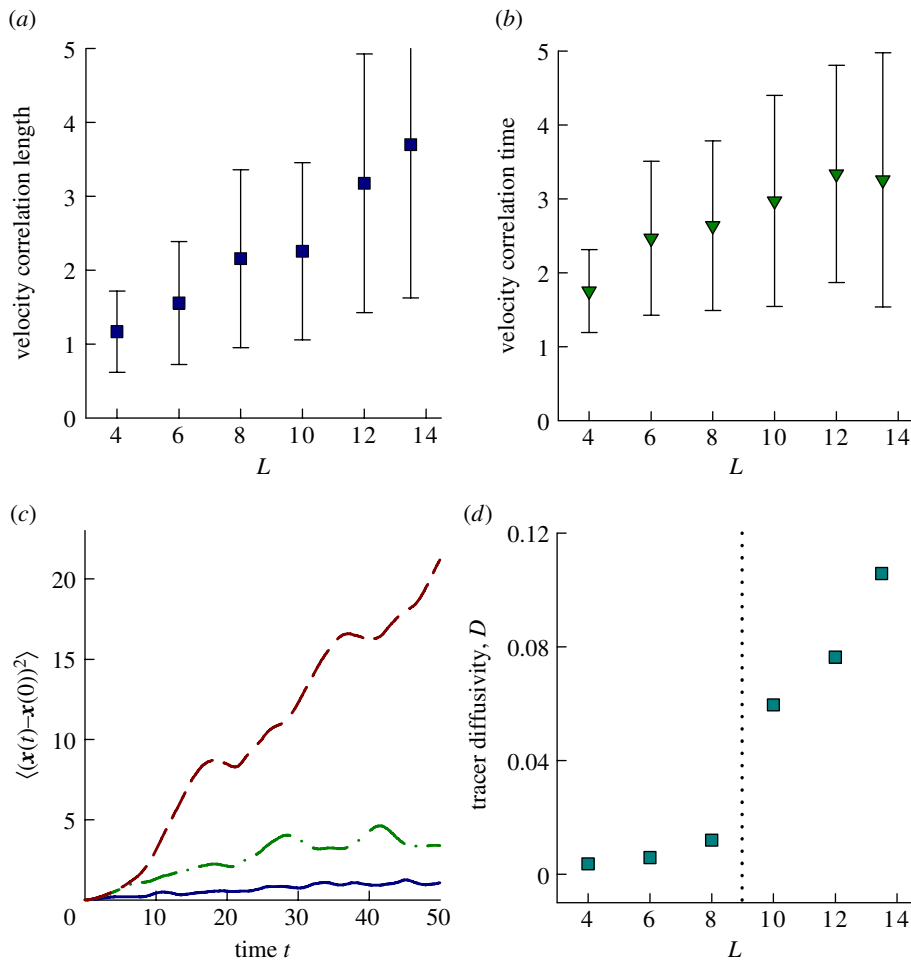 (a)
5
4
3
2
1
0
velocity correlation length
4 6 8 10 12 14
L
(b)
5
4
3
2
1
0
velocity correlation time
4 6 8 10 12 14
L
(c)
20
15
10
5
0
⟨(x(t)–x(0))²⟩
10 20 30 40 50
time t
(d)
0.12
0.08
0.04
0
tracer diffusivity, D
4 6 8 10 12 14
L